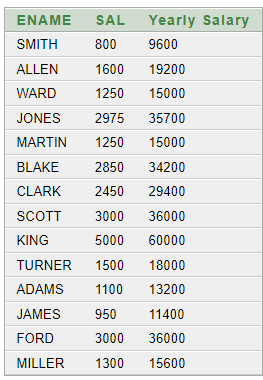 ENAME SAL Yearly Salary
SMITH 800 9600
ALLEN 1600 19200
WARD 1250 15000
JONES 2975 35700
MARTIN 1250 15000
BLAKE 2850 34200
CLARK 2450 29400
SCOTT 3000 36000
KING 5000 60000
TURNER 1500 18000
ADAMS 1100 13200
JAMES 950 11400
FORD 3000 36000
MILLER 1300 15600